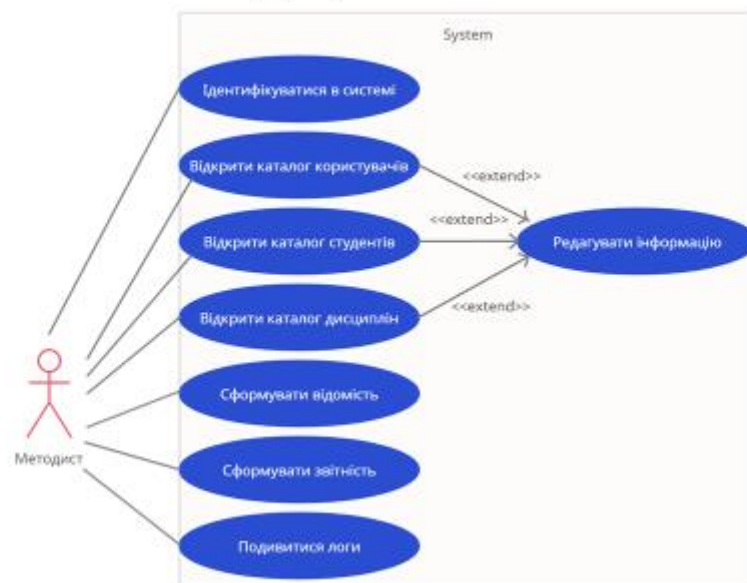 System
Ідентифікуватися в системі
Відкрити каталог користувачів
<<extend>>
Відкрити каталог студентів
<<extend>>
Редагувати інформацію
Відкрити каталог дисциплін
<<extend>>
Сформувати відомість
Методист
Сформувати звітність
Подивитися логи